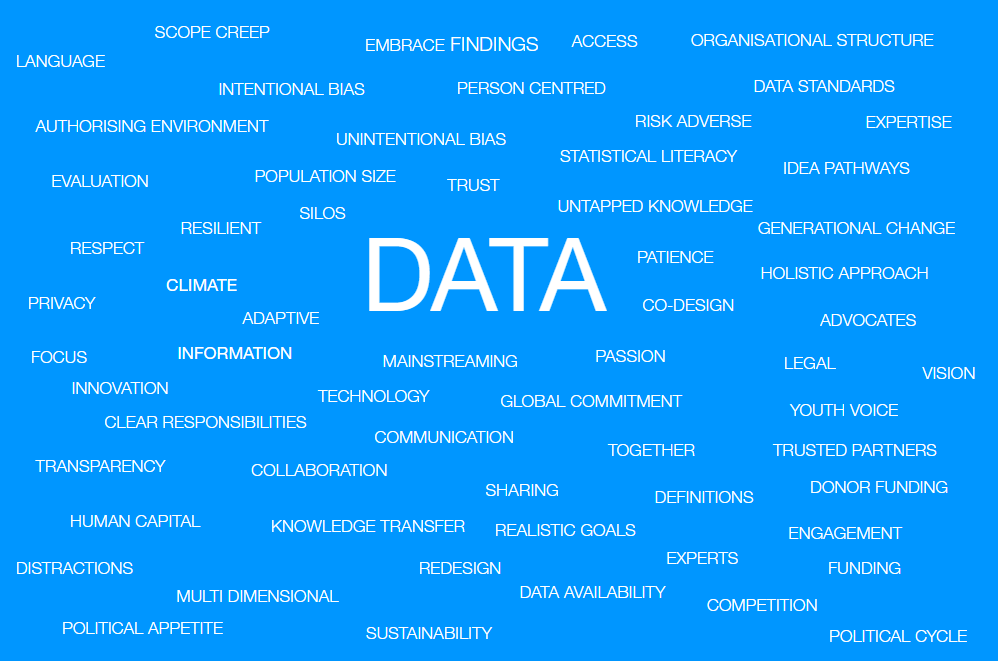 SCOPE CREEP
EMBRACE FINDINGS
ACCESS
ORGANISATIONAL STRUCTURE
LANGUAGE
INTENTIONAL BIAS
PERSON CENTRED
DATA STANDARDS
AUTHORISING ENVIRONMENT
UNINTENTIONAL BIAS
RISK ADVERSE
EXPERTISE
STATISTICAL LITERACY
IDEA PATHWAYS
EVALUATION
POPULATION SIZE
TRUST
SILOS
UNTAPPED KNOWLEDGE
RESILIENT
GENERATIONAL CHANGE
RESPECT
DATA
PATIENCE
HOLISTIC APPROACH
CLIMATE
PRIVACY
CO-DESIGN
ADAPTIVE
ADVOCATES
FOCUS
INFORMATION
MAINSTREAMING
PASSION
LEGAL
VISION
INNOVATION
TECHNOLOGY
GLOBAL COMMITMENT
YOUTH VOICE
CLEAR RESPONSIBILITIES
COMMUNICATION
TOGETHER
TRUSTED PARTNERS
TRANSPARENCY
COLLABORATION
SHARING
DEFINITIONS
DONOR FUNDING
HUMAN CAPITAL
KNOWLEDGE TRANSFER
REALISTIC GOALS
ENGAGEMENT
EXPERTS
DISTRACTIONS
REDESIGN
FUNDING
MULTI DIMENSIONAL
DATA AVAILABILITY
COMPETITION
POLITICAL APPETITE
SUSTAINABILITY
POLITICAL CYCLE